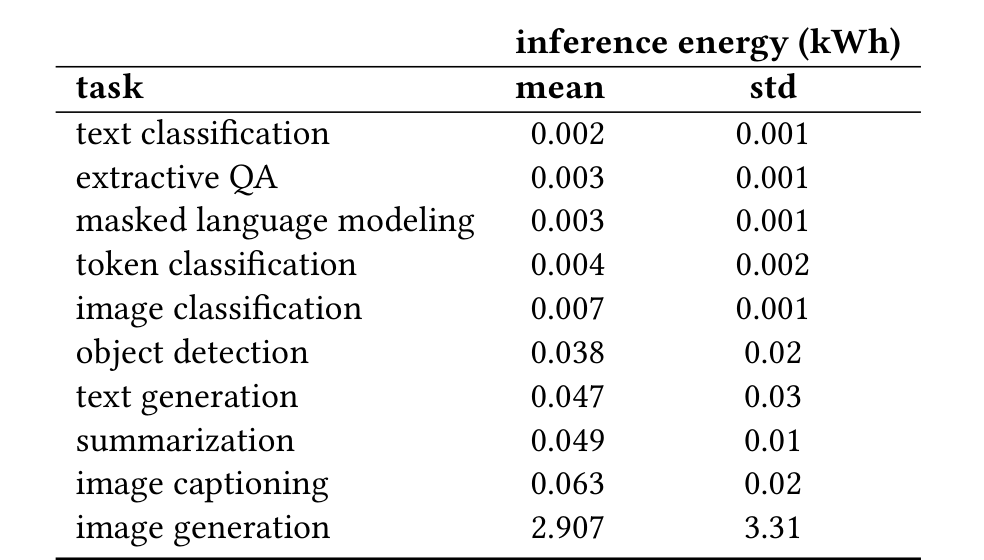 inference energy (kWh)
task mean std
text classification 0.002 0.001
extractive QA 0.003 0.001
masked language modeling 0.003 0.001
token classification 0.004 0.002
image classification 0.007 0.001
object detection 0.038 0.02
text generation 0.047 0.03
summarization 0.049 0.01
image captioning 0.063 0.02
image generation 2.907 3.31